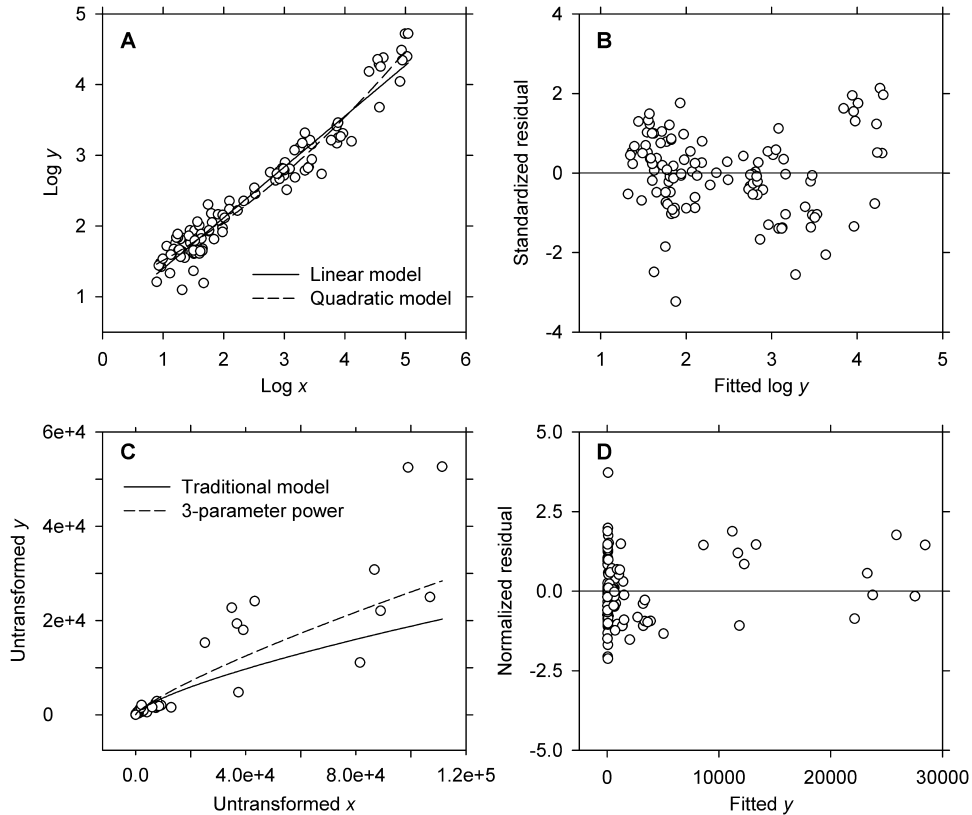 A
5
4
3
2
1
Log y
Linear model
Quadratic model
0 1 2 3 4 5 6
Log x
B
4
2
0
-2
-4
Standardized residual
1 2 3 4 5
Fitted log y
C
6e+4
4e+4
2e+4
0
Untransformed y
Traditional model
3-parameter power
0.0 4.0e+4 8.0e+4 1.2e+5
Untransformed x
D
5.0
2.5
0.0
-2.5
-5.0
Normalized residual
0 10000 20000 30000
Fitted y